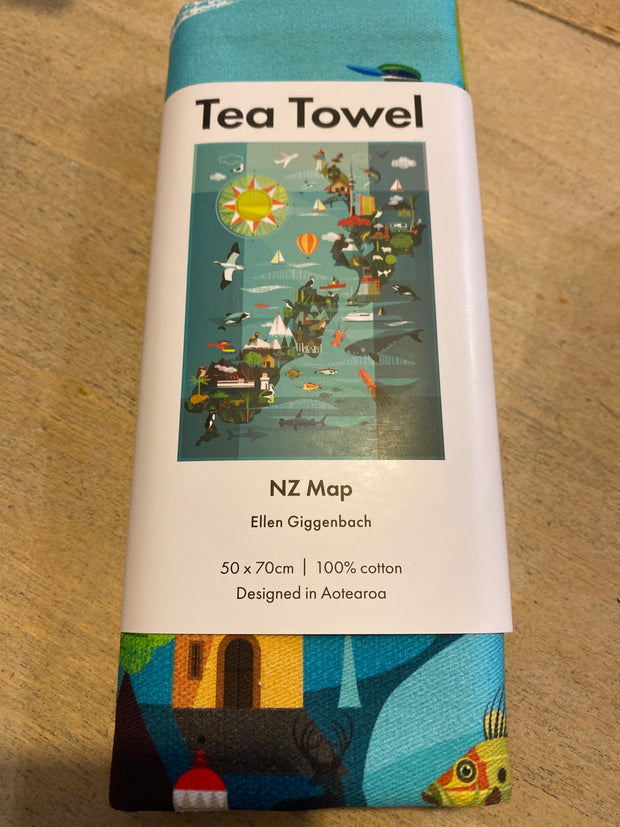 Tea Towel
NZ Map
Ellen Giggenbach
50 x 70cm | 100% cotton
Designed in Aotearoa